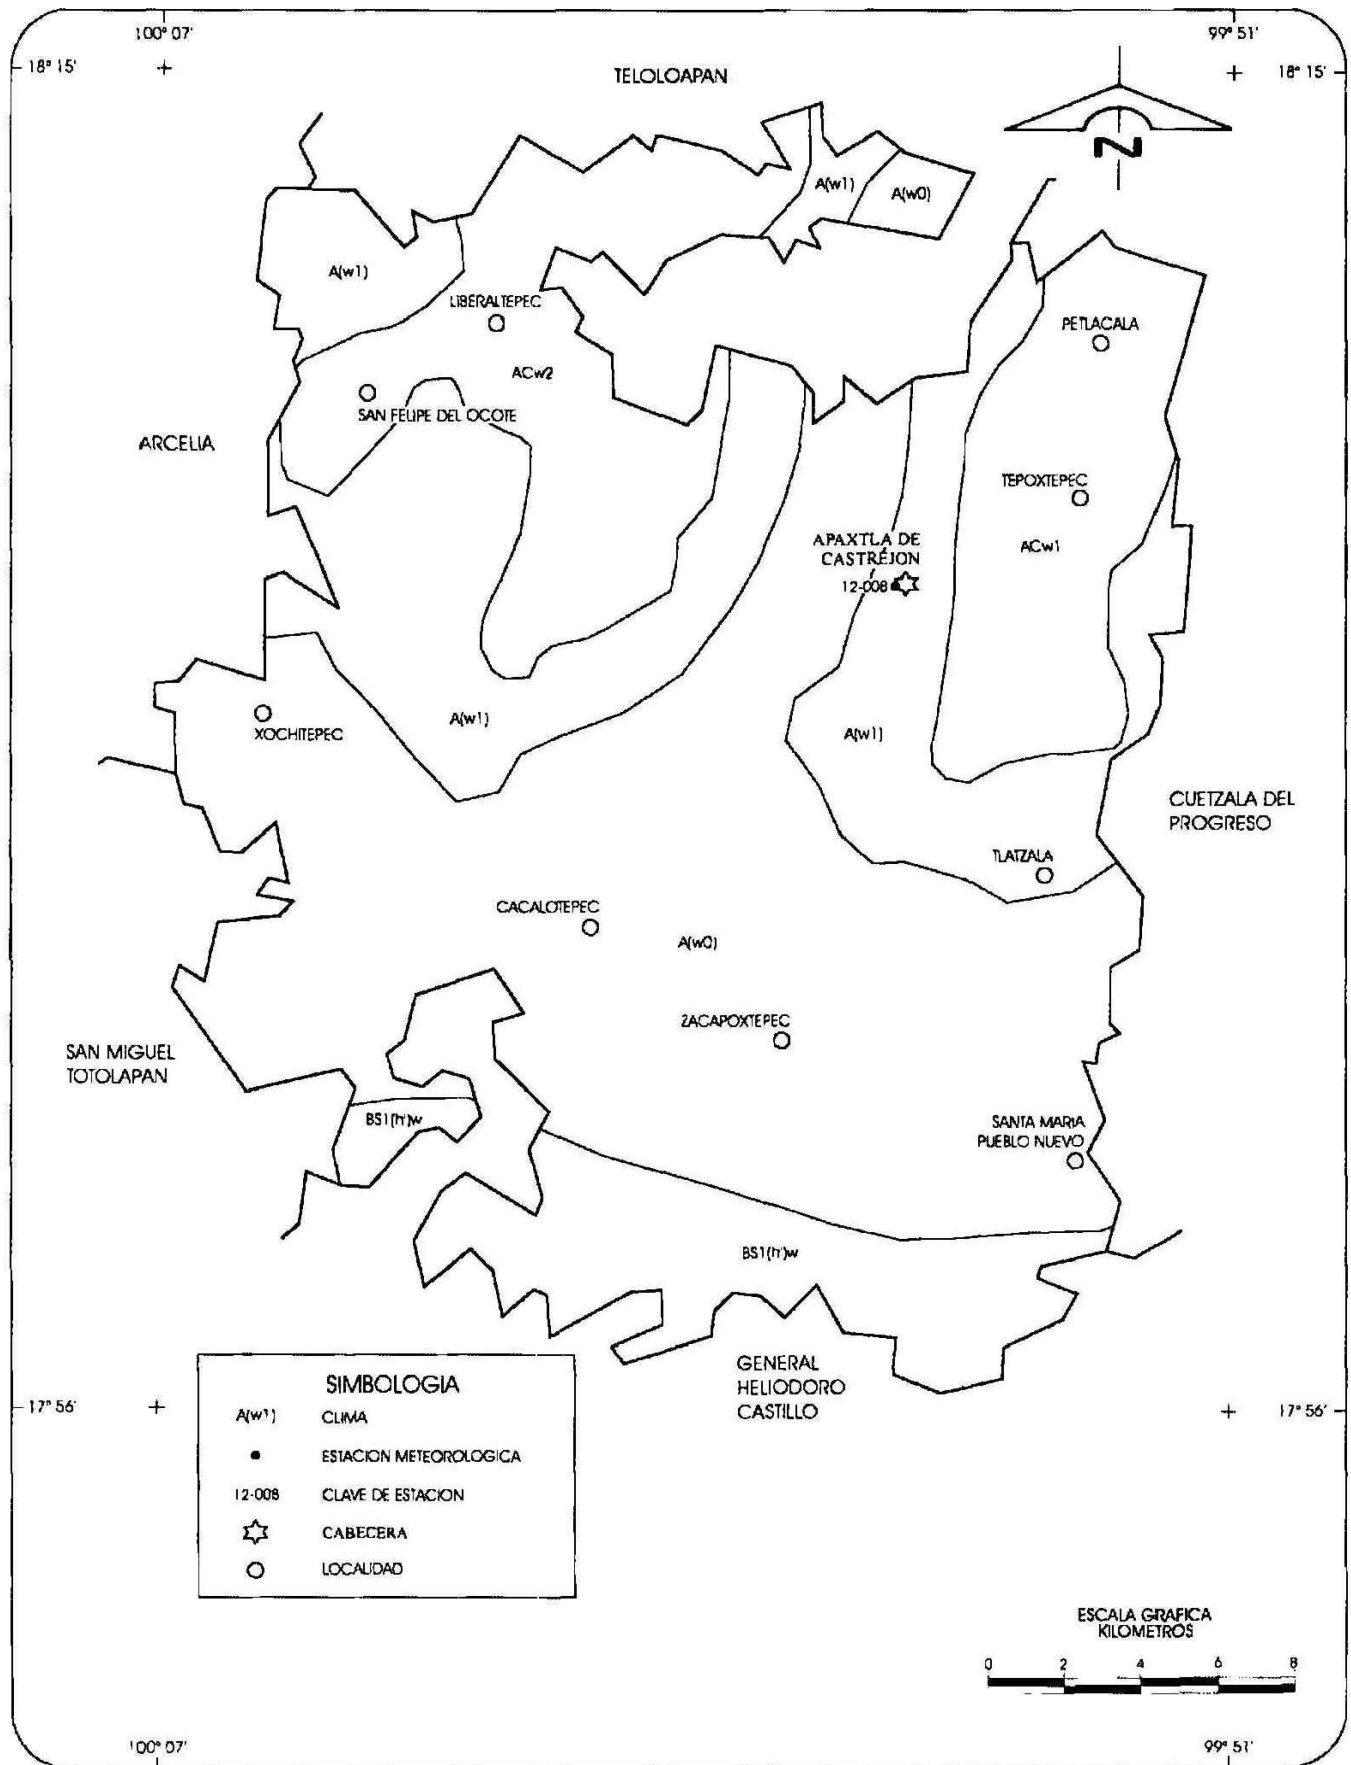 100° 07'
99° 51'
18° 15'
18° 15'
TELOLOAPAN
N
A(w1)
A(w0)
A(w1)
LIBERALTEPEC
PETLACALA
ACw2
SAN FELIPE DEL OCOTE
ARCELIA
TEPOXTEPEC
APAXTLA DE
CASTREJON
ACw1
12-008
XOCHITEPEC
A(w1)
A(w1)
CUETZALA DEL
PROGRESO
TLATZALA
CACALOTEPEC
A(w0)
ZACAPOXTEPEC
SAN MIGUEL
TOTOLAPAN
BS1(h')w
SANTA MARIA
PUEBLO NUEVO
BS1(h')w
GENERAL
HELIODORO
CASTILLO
17° 56'
17° 56'
SIMBOLOGIA
A(w1) CLIMA
ESTACION METEOROLOGICA
12-008 CLAVE DE ESTACION
CABECERA
LOCALIDAD
ESCALA GRAFICA
KILOMETROS
0 2 4 6 8
100° 07'
99° 51'